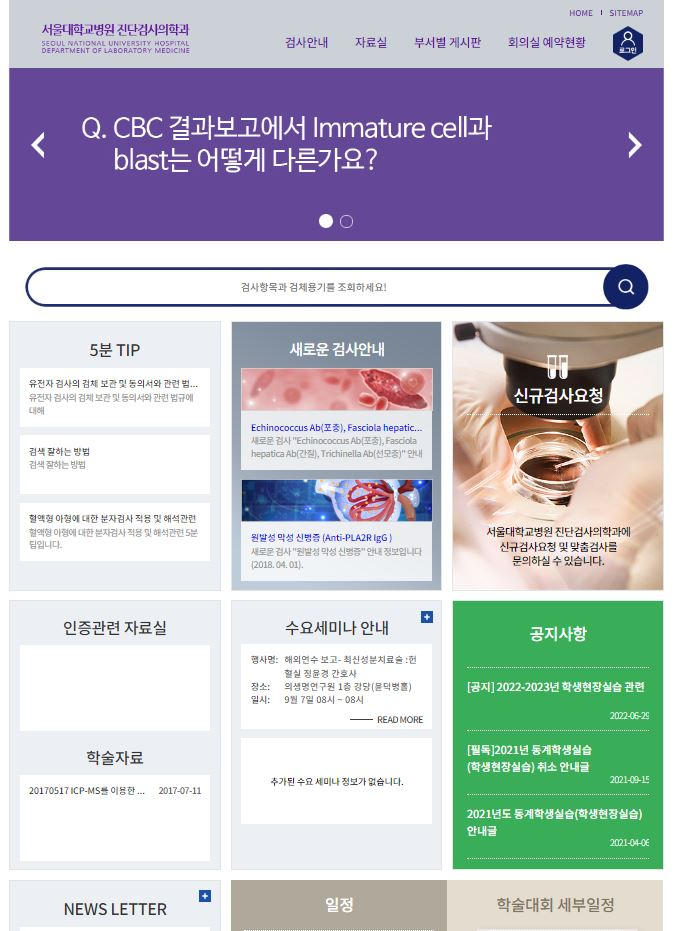 HOME
SITEMAP
서울대학교병원 진단검사의학과
SEOUL NATIONAL UNIVERSITY HOSPITAL
DEPARTMENT OF LABORATORY MEDICINE
검사안내
자료실
부서별 게시판
회의실 예약현황
로그인
Q. CBC 결과보고에서 Immature cell과
blast는 어떻게 다른가요?
검사항목과 검체용기를 조회하세요!
5분 TIP
유전자 검사의 검체 보관 및 동의서와 관련 법...
유전자 검사의 검체 보관 및 동의서와 관련 법규에
대해
검색 잘하는 방법
검색 잘하는 방법
혈액형 아형에 대한 분자검사 적용 및 해석관련
혈액형 아형에 대한 분자검사 적용 및 해석관련 5분
팁입니다.
새로운 검사안내
Echinococcus Ab(포충), Fasciola hepatic...
새로운 검사 "Echinococcus Ab(포충), Fasciola
hepatica Ab(간질), Trichinella Ab(선모충)" 안내
원발성 막성 신병증 (Anti-PLA2R IgG )
새로운 검사 "원발성 막성 신병증" 안내 정보입니다
(2018. 04. 01).
신규검사요청
서울대학교병원 진단검사의학과에
신규검사요청 및 맞춤검사를
문의하실 수 있습니다.
인증관련 자료실
학술자료
20170517 ICP-MS를 이용한 ...
2017-07-11
수요세미나 안내
행사명: 해외연수 보고- 최신성분치료술 :헌
혈실 정윤경 간호사
장소: 의생명연구원 1층 강당(윤덕병홀)
일시: 9월 7일 08시 ~ 08시
READ MORE
추가된 수요 세미나 정보가 없습니다.
공지사항
[공지] 2022-2023년 학생현장실습 관련
2022-06-29
[필독]2021년 동계학생실습
(학생현장실습) 취소 안내글
2021-09-15
2021년도 동계학생실습(학생현장실습)
안내글
2021-04-06
NEWS LETTER
일정
학술대회 세부일정